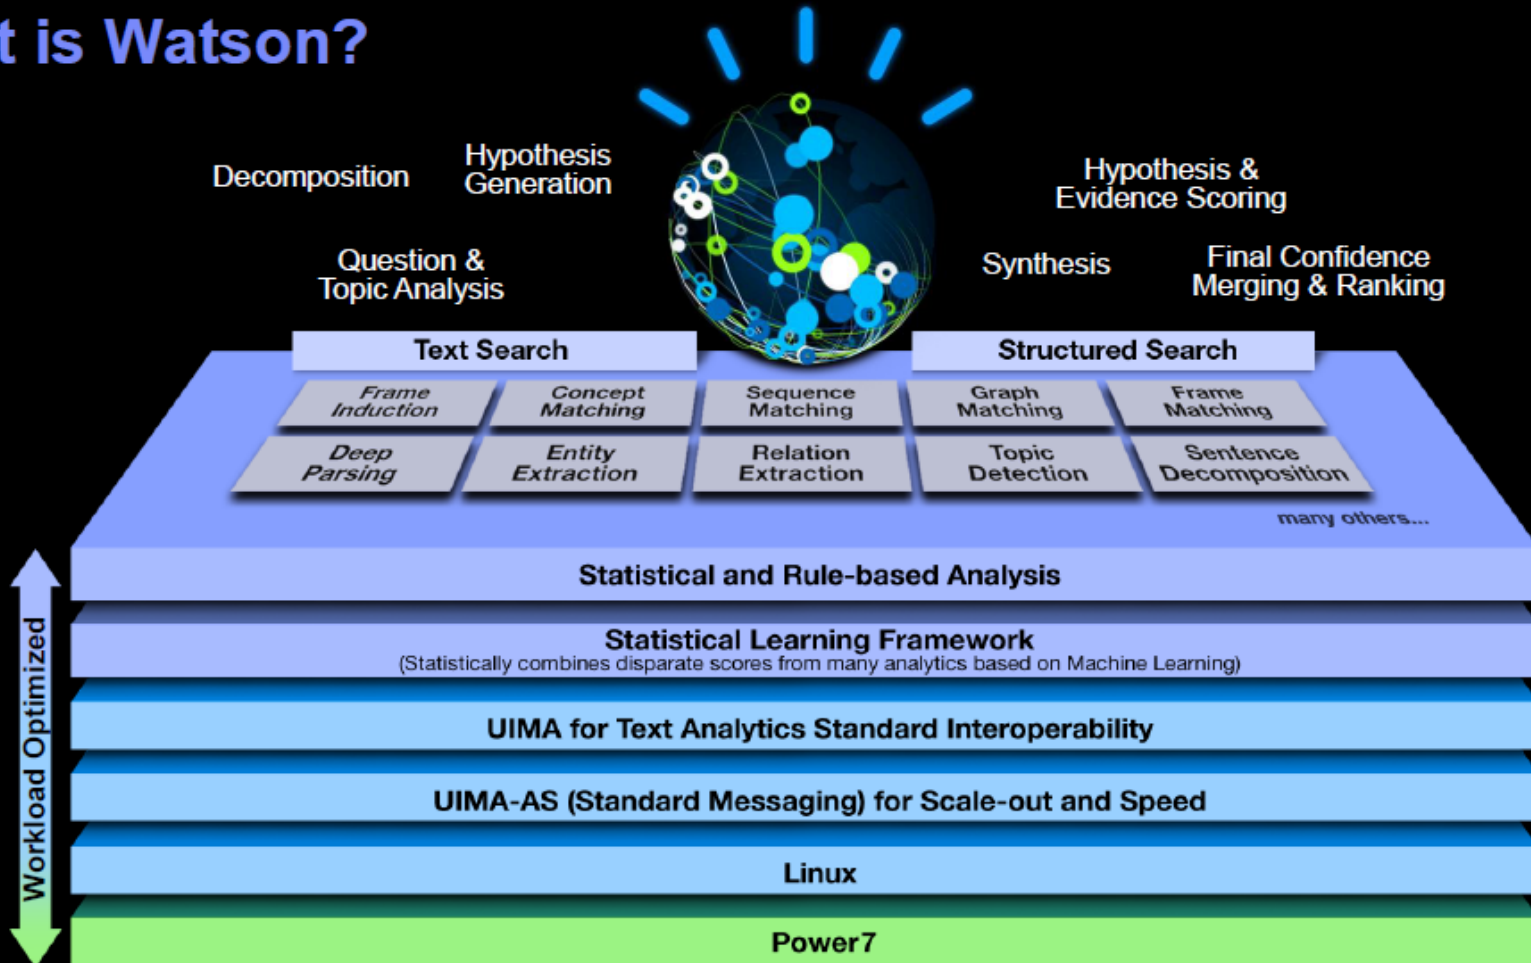 t is Watson?
Hypothesis
Generation
Decomposition
Hypothesis &
Evidence Scoring
Question &
Topic Analysis
Synthesis
Final Confidence
Merging & Ranking
Text Search
Structured Search
Frame
Induction
Concept
Matching
Sequence
Matching
Graph
Matching
Frame
Matching
Deep
Parsing
Entity
Extraction
Relation
Extraction
Topic
Detection
Sentence
Decomposition
many others...
Workload Optimized
Statistical and Rule-based Analysis
Statistical Learning Framework
(Statistically combines disparate scores from many analytics based on Machine Learning)
UIMA for Text Analytics Standard Interoperability
UIMA-AS (Standard Messaging) for Scale-out and Speed
Linux
Power7